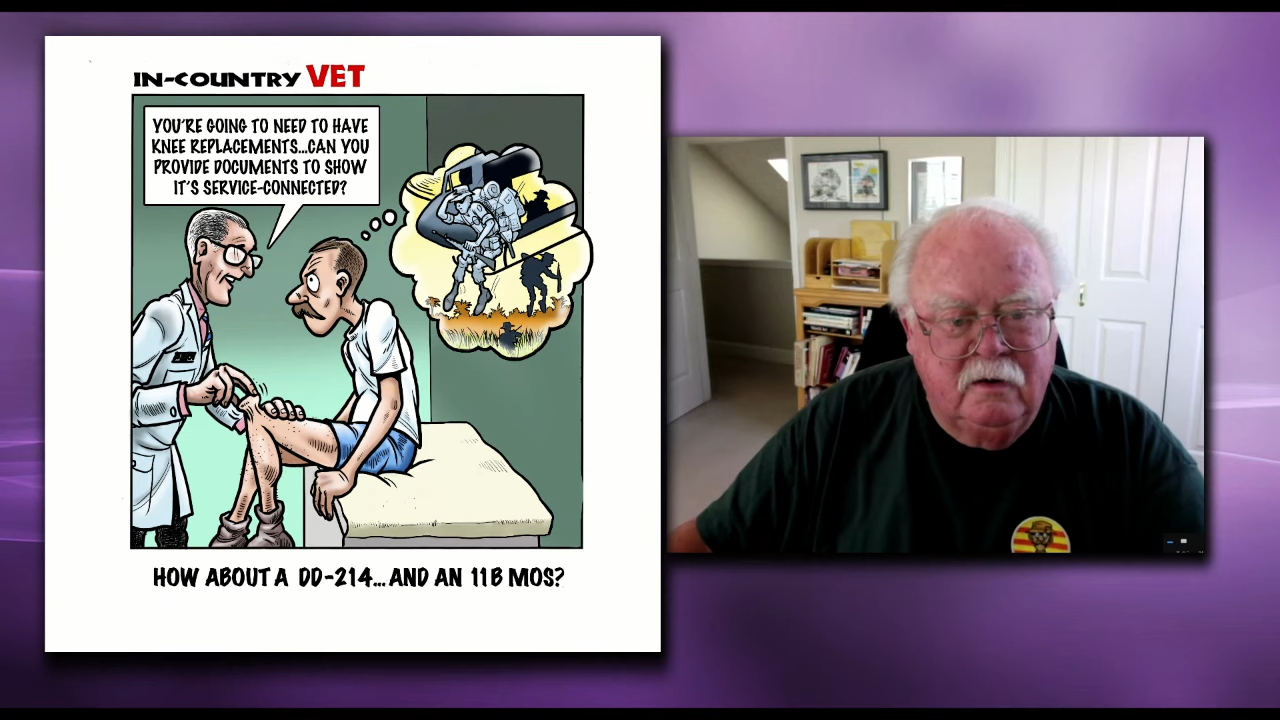 IN-COUNTRY VET
YOU'RE GOING TO NEED TO HAVE
KNEE REPLACEMENTS...CAN YOU
PROVIDE DOCUMENTS TO SHOW
IT'S SERVICE-CONNECTED?
HOW ABOUT A DD-214...AND AN 11B MOS?